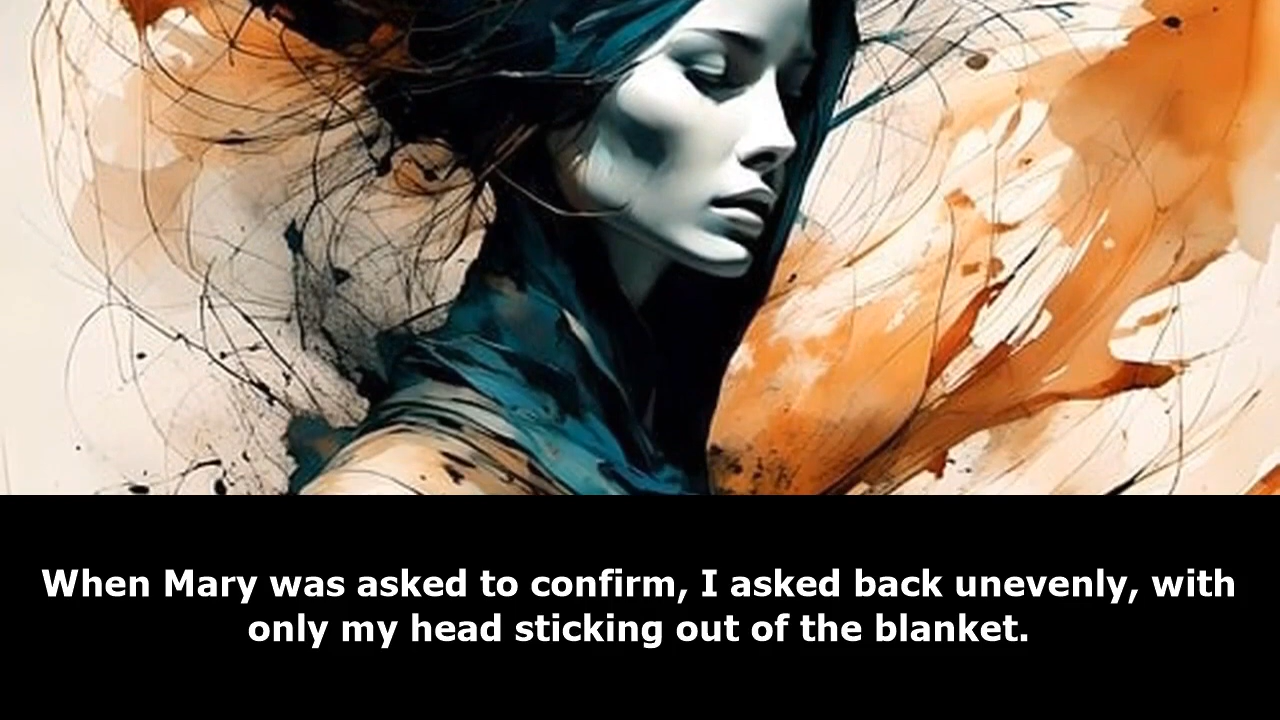 When Mary was asked to confirm, I asked back unevenly, with
only my head sticking out of the blanket.